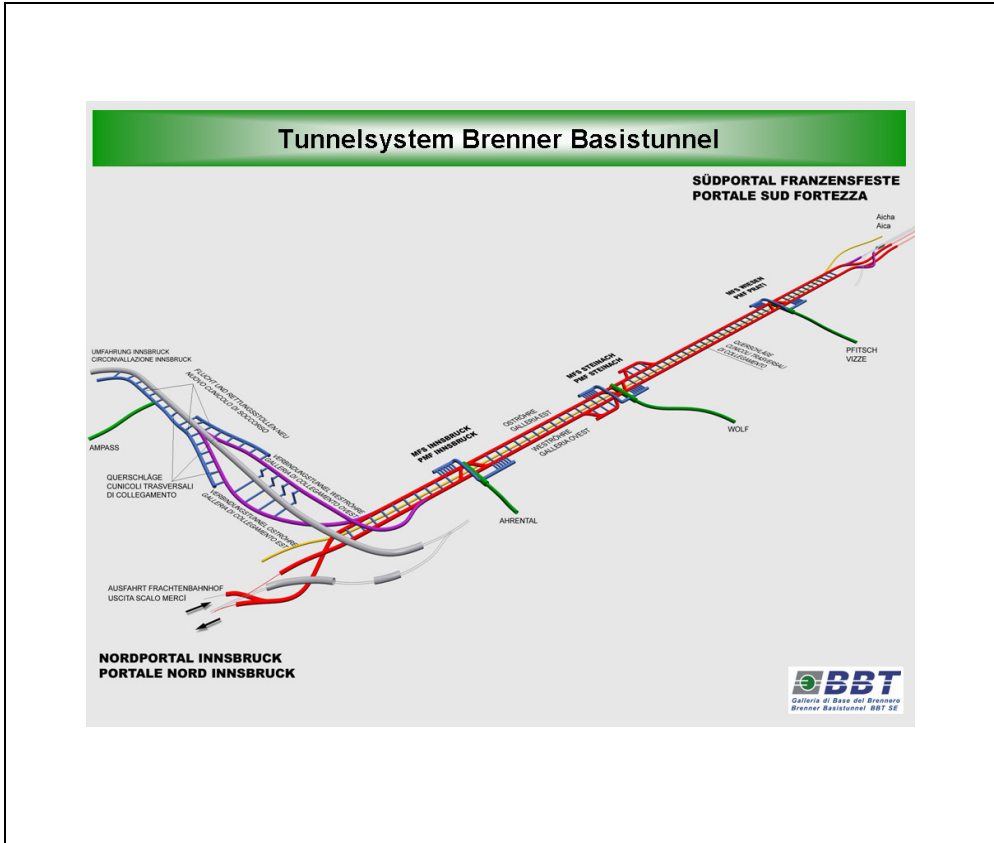 Tunnelsystem Brenner Basistunnel
SÜDPORTAL FRANZENSFESTE
PORTALE SUD FORTEZZA
Aicha
Aica
MFS WIESEN
PMF PRATI
PFITSCH
VIZZE
QUERSCHLÄGE
CUNICOLI TRASVERSALI
DI COLLEGAMENTO
MFS STEINACH
PMF STEINACH
WOLF
OSTRÖHRE
GALLERIA EST
WESTRÖHRE
GALLERIA OVEST
MFS INNSBRUCK
PMF INNSBRUCK
AHRENTAL
UMFAHRUNG INNSBRUCK
CIRCONVALLAZIONE INNSBRUCK
FLUCHT UND RETTUNGSSTOLLEN NEU
NUOVO CUNICOLO DI SOCCORSO
AMPASS
QUERSCHLÄGE
CUNICOLI TRASVERSALI
DI COLLEGAMENTO
VERBINDUNGSTUNNEL WESTRÖHRE
GALLERIA DI COLLEGAMENTO OVEST
VERBINDUNGSTUNNEL OSTRÖHRE
GALLERIA DI COLLEGAMENTO EST
AUSFAHRT FRACHTENBAHNHOF
USCITA SCALO MERCI
NORDPORTAL INNSBRUCK
PORTALE NORD INNSBRUCK
BBT
Galleria di Base del Brennero
Brenner Basistunnel BBT SE